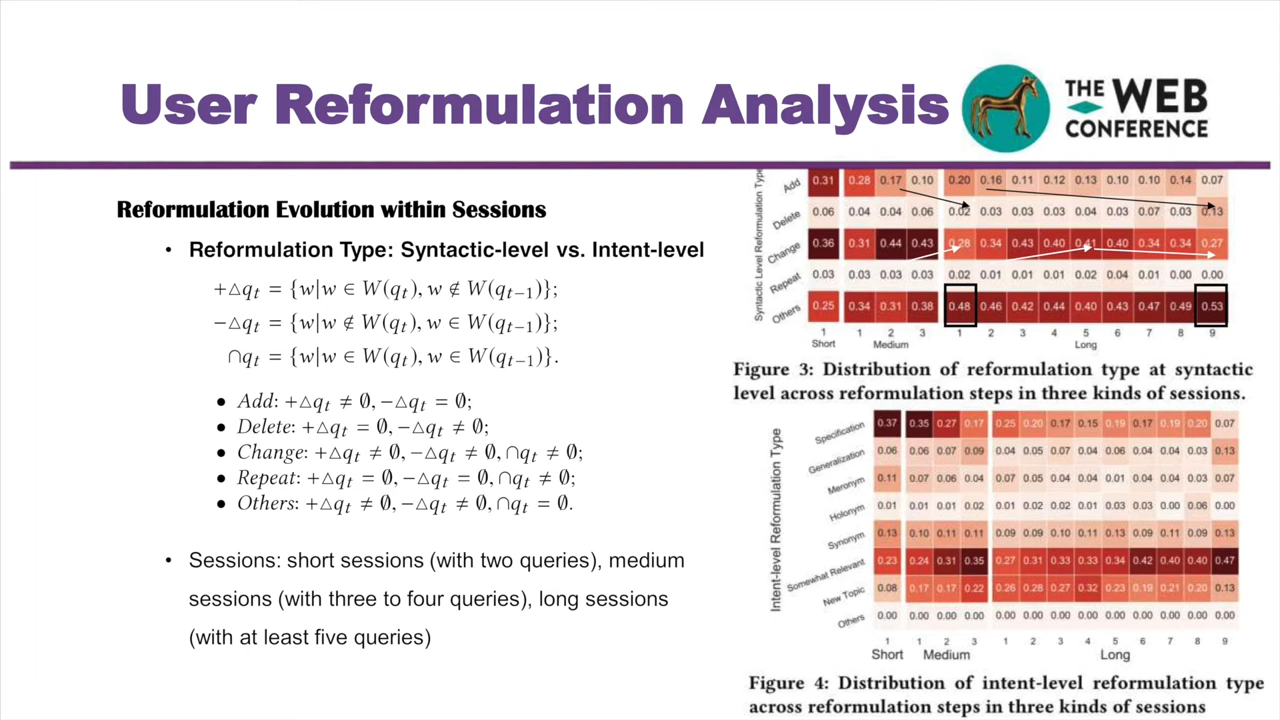 User Reformulation Analysis
THE WEB
CONFERENCE
Reformulation Evolution within Sessions
• Reformulation Type: Syntactic-level vs. Intent-level
+△qₜ = {w|w ∈ W(qₜ), w ∉ W(qₜ₋₁)};
−△qₜ = {w|w ∉ W(qₜ), w ∈ W(qₜ₋₁)};
∩qₜ = {w|w ∈ W(qₜ), w ∈ W(qₜ₋₁)}.
• Add: +△qₜ ≠ ∅, −△qₜ = ∅;
• Delete: +△qₜ = ∅, −△qₜ ≠ ∅;
• Change: +△qₜ ≠ ∅, −△qₜ ≠ ∅, ∩qₜ ≠ ∅;
• Repeat: +△qₜ = ∅, −△qₜ = ∅, ∩qₜ ≠ ∅;
• Others: +△qₜ ≠ ∅, −△qₜ ≠ ∅, ∩qₜ = ∅.
• Sessions: short sessions (with two queries), medium
sessions (with three to four queries), long sessions
(with at least five queries)
Syntactic Level Reformulation Type
Add 0.31 0.28 0.17 0.10 0.20 0.16 0.11 0.12 0.13 0.10 0.10 0.14 0.07
Delete 0.06 0.04 0.04 0.06 0.02 0.03 0.03 0.03 0.04 0.03 0.07 0.03 0.13
Change 0.36 0.31 0.44 0.43 0.28 0.34 0.43 0.40 0.41 0.40 0.34 0.34 0.27
Repeat 0.03 0.03 0.03 0.03 0.02 0.01 0.01 0.01 0.02 0.04 0.01 0.00 0.00
Others 0.25 0.34 0.31 0.38 0.48 0.46 0.42 0.44 0.40 0.43 0.47 0.49 0.53
1 1 2 3 1 2 3 4 5 6 7 8 9
Short Medium Long
Figure 3: Distribution of reformulation type at syntactic
level across reformulation steps in three kinds of sessions.
Intent-level Reformulation Type
Specification 0.37 0.35 0.27 0.17 0.25 0.20 0.17 0.15 0.19 0.17 0.19 0.20 0.07
Generalization 0.06 0.06 0.07 0.09 0.04 0.05 0.07 0.04 0.06 0.04 0.04 0.03 0.13
Meronym 0.11 0.07 0.06 0.04 0.07 0.05 0.04 0.04 0.01 0.04 0.04 0.03 0.07
Holonym 0.01 0.01 0.01 0.02 0.01 0.02 0.02 0.01 0.03 0.03 0.00 0.06 0.00
Synonym 0.13 0.10 0.11 0.11 0.09 0.09 0.10 0.11 0.13 0.09 0.11 0.09 0.13
Somewhat Relevant 0.23 0.24 0.31 0.35 0.27 0.31 0.33 0.33 0.34 0.42 0.40 0.40 0.47
New Topic 0.08 0.17 0.17 0.22 0.26 0.28 0.27 0.32 0.23 0.19 0.21 0.20 0.13
Others 0.00 0.00 0.00 0.00 0.00 0.00 0.00 0.00 0.00 0.00 0.00 0.00 0.00
1 1 2 3 1 2 3 4 5 6 7 8 9
Short Medium Long
Figure 4: Distribution of intent-level reformulation type
across reformulation steps in three kinds of sessions